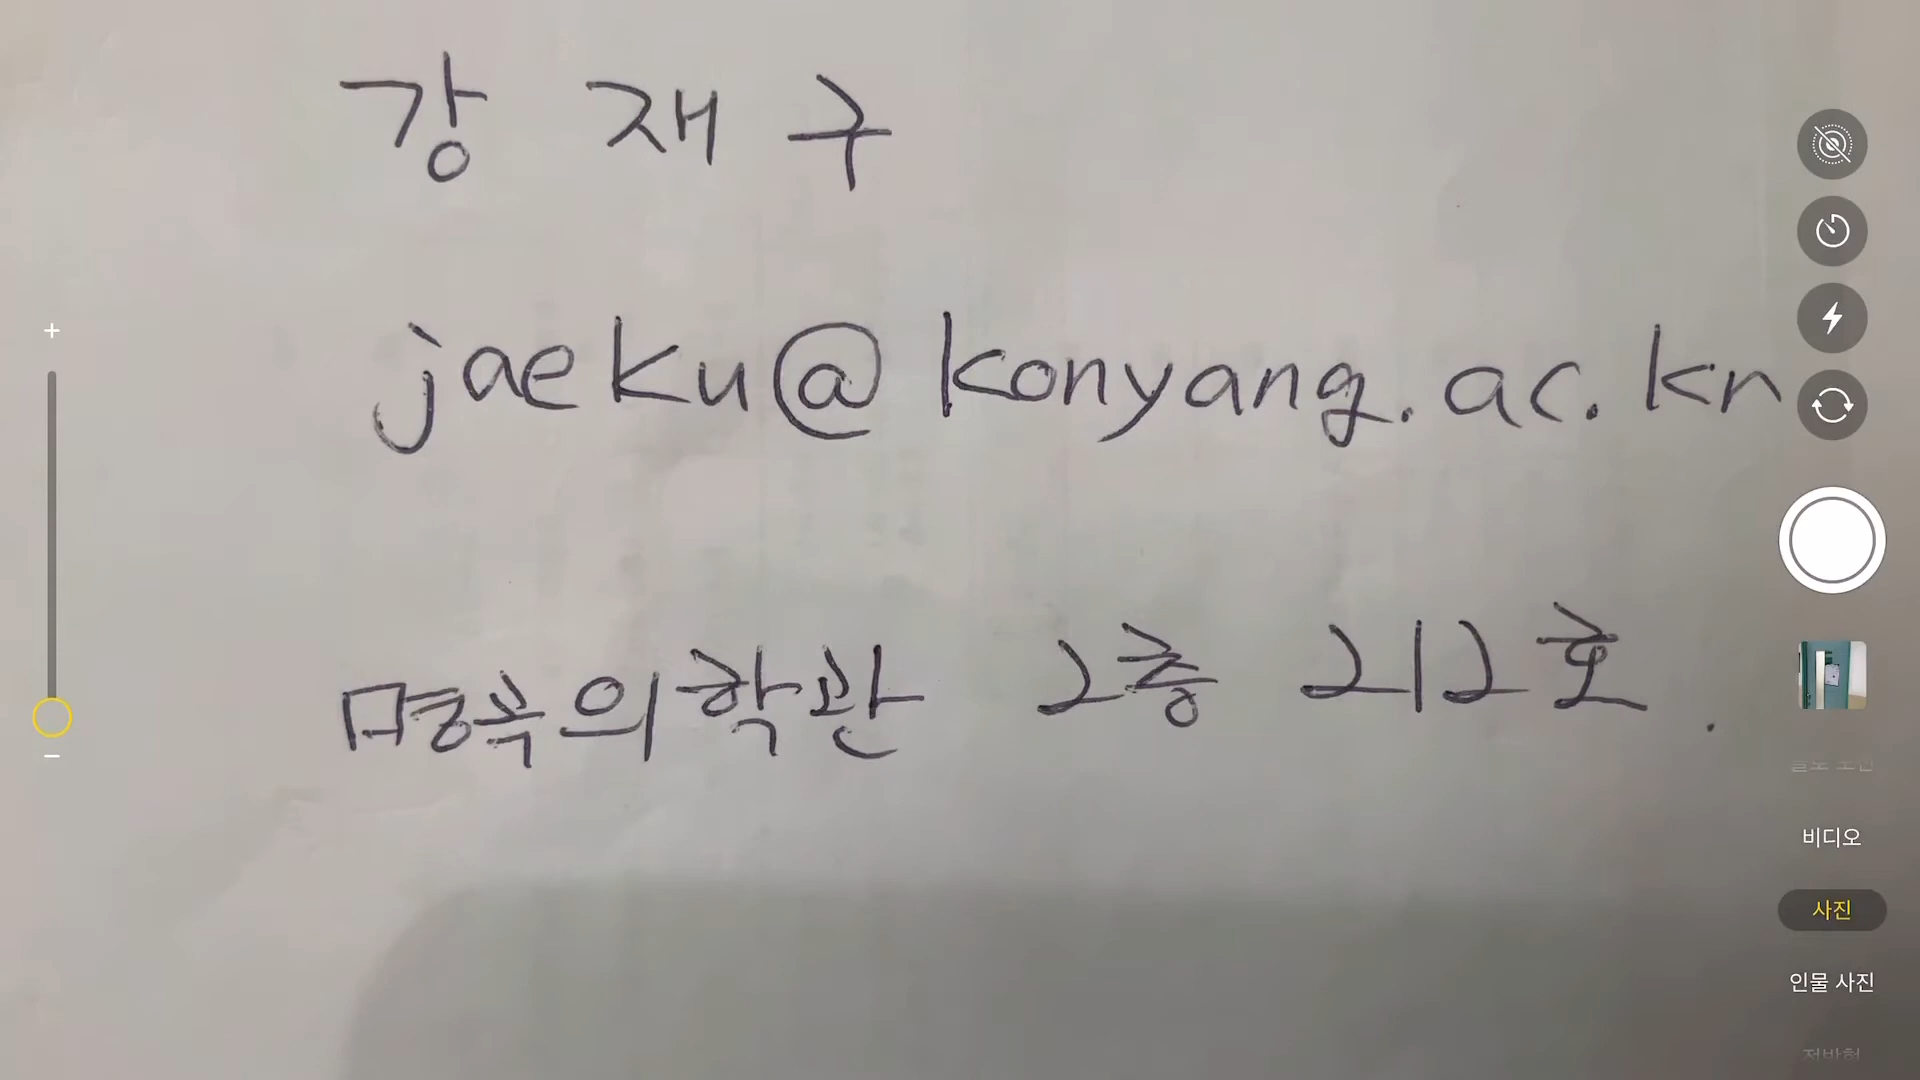 강 재 구
jaeku@konyang.ac.kr
명곡의학관 2층 212호.
비디오
사진
인물 사진